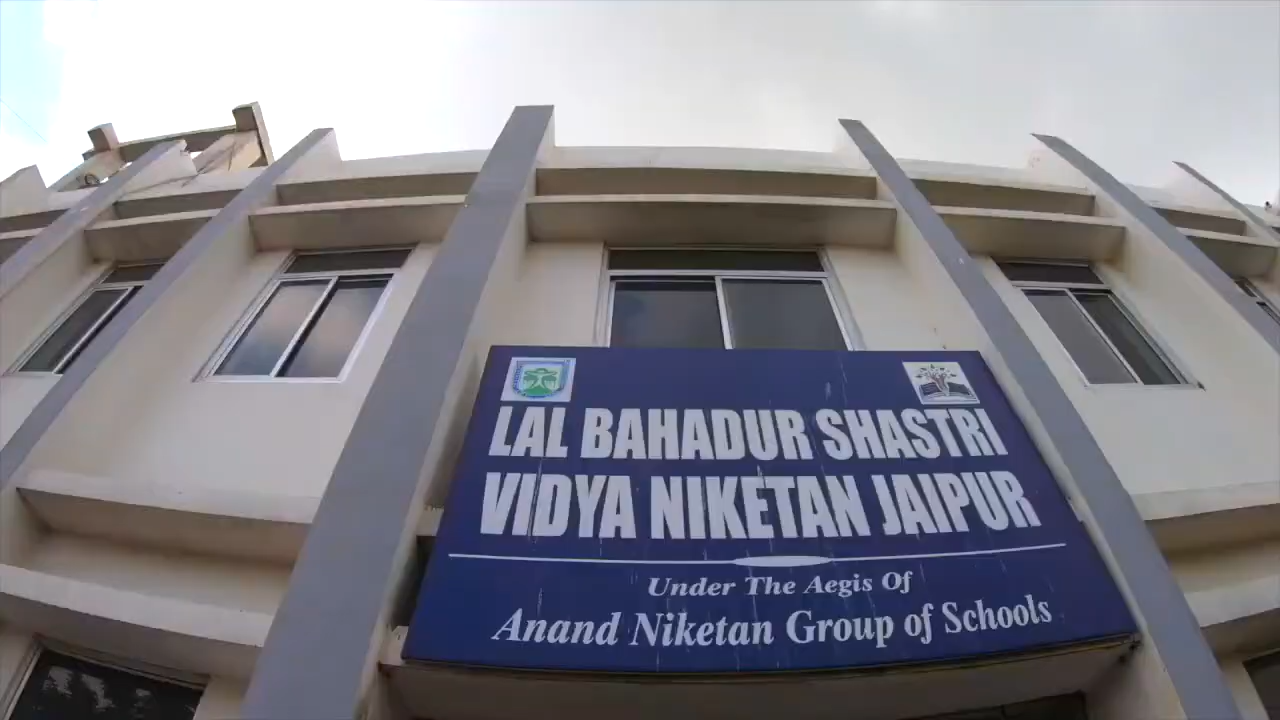 LAL BAHADUR SHASTRI
VIDYA NIKETAN JAIPUR
Under The Aegis Of
Anand Niketan Group of Schools